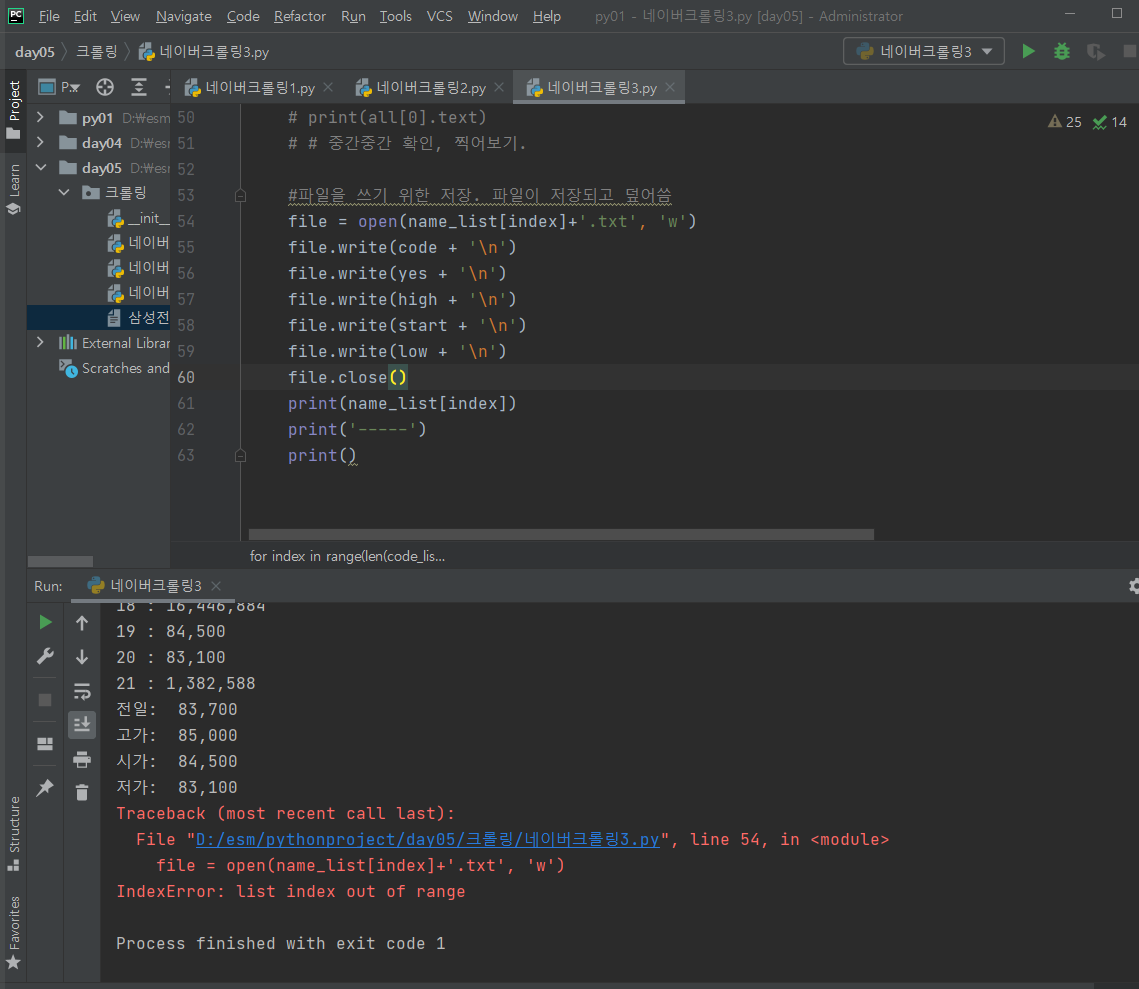 PC File Edit View Navigate Code Refactor Run Tools VCS Window Help py01 - 네이버크롤링3.py [day05] - Administrator
day05 크롤링 네이버크롤링3.py 네이버크롤링3
Project
P.. 네이버크롤링1.py 네이버크롤링2.py 네이버크롤링3.py
py01 D:₩esm
day04 D:₩esm
day05 D:₩esm
크롤링
__init__
네이버
네이버
네이버
삼성전
External Librar
Scratches and
Learn
25 14
50 # print(all[0].text)
51 # # 중간중간 확인, 찍어보기.
52
53 #파일을 쓰기 위한 저장. 파일이 저장되고 덮어씀
54 file = open(name_list[index]+'.txt', 'w')
55 file.write(code + '\n')
56 file.write(yes + '\n')
57 file.write(high + '\n')
58 file.write(start + '\n')
59 file.write(low + '\n')
60 file.close()
61 print(name_list[index])
62 print('-----')
63 print()
for index in range(len(code_lis...
Run: 네이버크롤링3
18 : 16,446,884
19 : 84,500
20 : 83,100
21 : 1,382,588
전일:  83,700
고가:  85,000
시가:  84,500
저가:  83,100
Traceback (most recent call last):
File "D:/esm/pythonproject/day05/크롤링/네이버크롤링3.py", line 54, in <module>
file = open(name_list[index]+'.txt', 'w')
IndexError: list index out of range
Process finished with exit code 1
Structure
Favorites